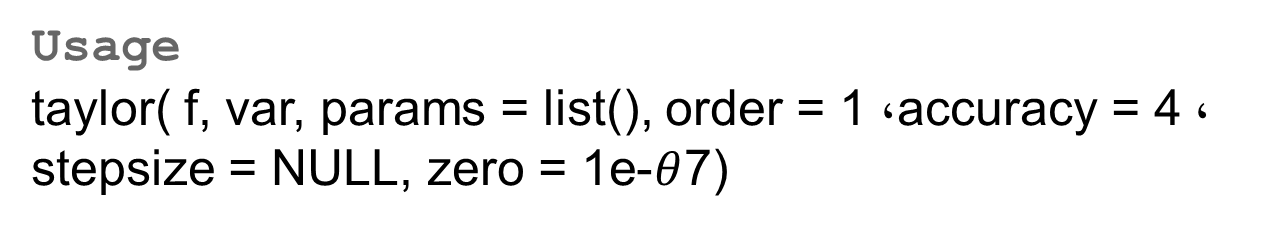 Usage
taylor( f, var, params = list(), order = 1 ،accuracy = 4 ،
stepsize = NULL, zero = 1e-θ7)